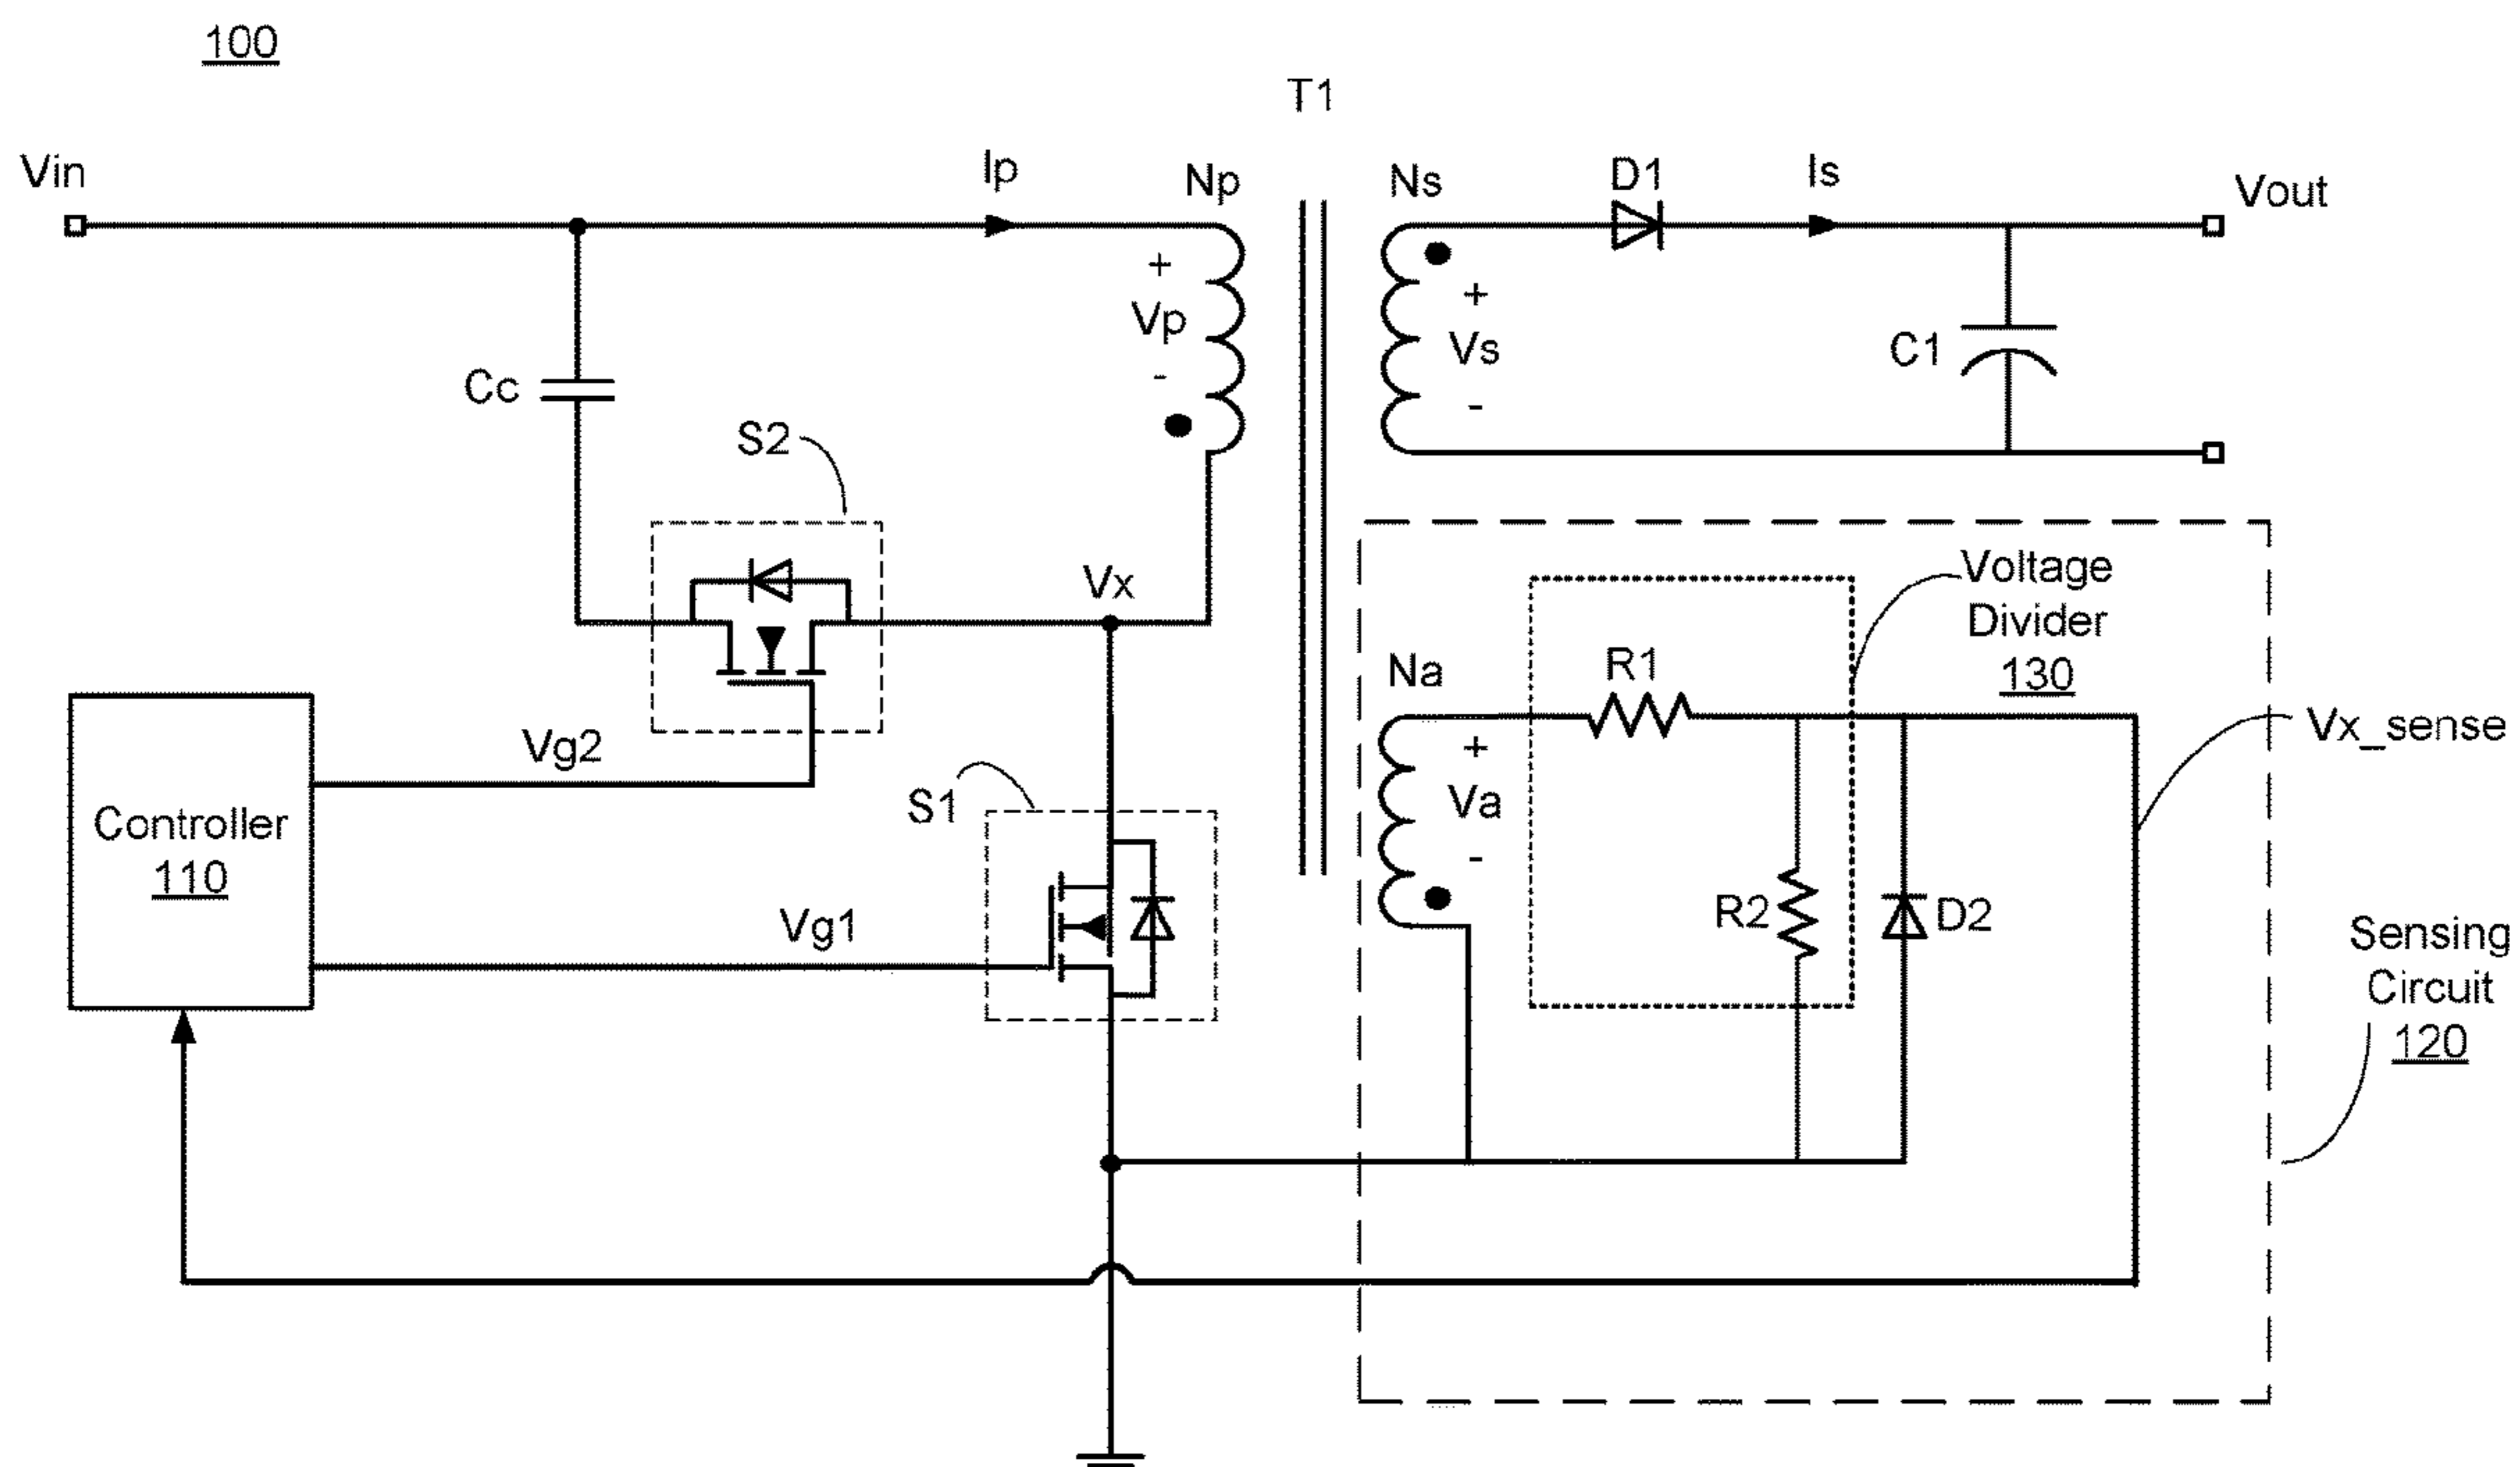 100
T1
Vin
Ip
Np
Ns
D1
Is
Vout
+
Vp
-
+
Vs
-
C1
Cc
S2
Vx
Voltage
Divider
130
Na
R1
Vx_sense
Vg2
+
Va
-
S1
Controller
110
R2
D2
Vg1
Sensing
Circuit
120